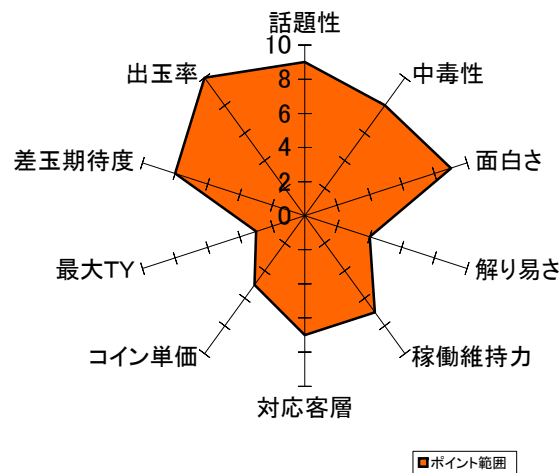 話題性
10
8
6
4
2
0
中毒性
面白さ
解り易さ
稼働維持力
対応客層
コイン単価
最大TY
差玉期待度
出玉率
ポイント範囲